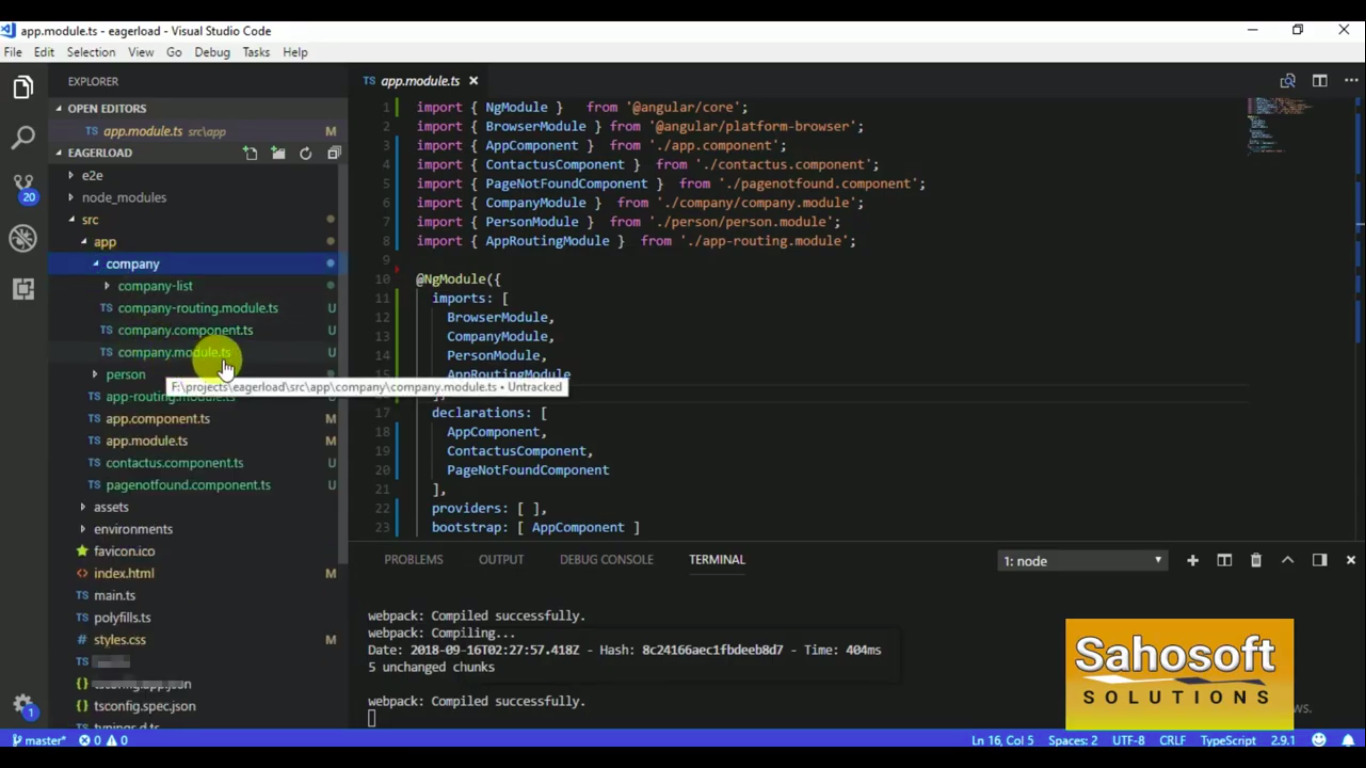 app.module.ts - eagerload - Visual Studio Code
File Edit Selection View Go Debug Tasks Help
EXPLORER
OPEN EDITORS
TS app.module.ts src\app M
EAGERLOAD
e2e
node_modules
src
app
company
company-list
TS company-routing.module.ts U
TS company.component.ts U
TS company.module.ts U
person
F:\projects\eagerload\src\app\company\company.module.ts • Untracked
TS app-routing.module.ts U
TS app.component.ts M
TS app.module.ts M
TS contactus.component.ts U
TS pagenotfound.component.ts U
assets
environments
favicon.ico
<> index.html M
TS main.ts
TS polyfills.ts
# styles.css M
TS
{} tsconfig.app.json
{} tsconfig.spec.json
TS typings.d.ts
20
1
TS app.module.ts
1 import { NgModule } from '@angular/core';
2 import { BrowserModule } from '@angular/platform-browser';
3 import { AppComponent } from './app.component';
4 import { ContactusComponent } from './contactus.component';
5 import { PageNotFoundComponent } from './pagenotfound.component';
6 import { CompanyModule } from './company/company.module';
7 import { PersonModule } from './person/person.module';
8 import { AppRoutingModule } from './app-routing.module';
9
10 @NgModule({
11 imports: [
12 BrowserModule,
13 CompanyModule,
14 PersonModule,
15 AppRoutingModule
],
17 declarations: [
18 AppComponent,
19 ContactusComponent,
20 PageNotFoundComponent
21 ],
22 providers: [ ],
23 bootstrap: [ AppComponent ]
PROBLEMS OUTPUT DEBUG CONSOLE TERMINAL
1: node
webpack: Compiled successfully.
webpack: Compiling...
Date: 2018-09-16T02:27:57.418Z - Hash: 8c24166aec1fbdeeb8d7 - Time: 404ms
5 unchanged chunks
webpack: Compiled successfully.
Sahosoft
SOLUTIONS
ws.
master* 0 0
Ln 16, Col 5 Spaces: 2 UTF-8 CRLF TypeScript 2.9.1